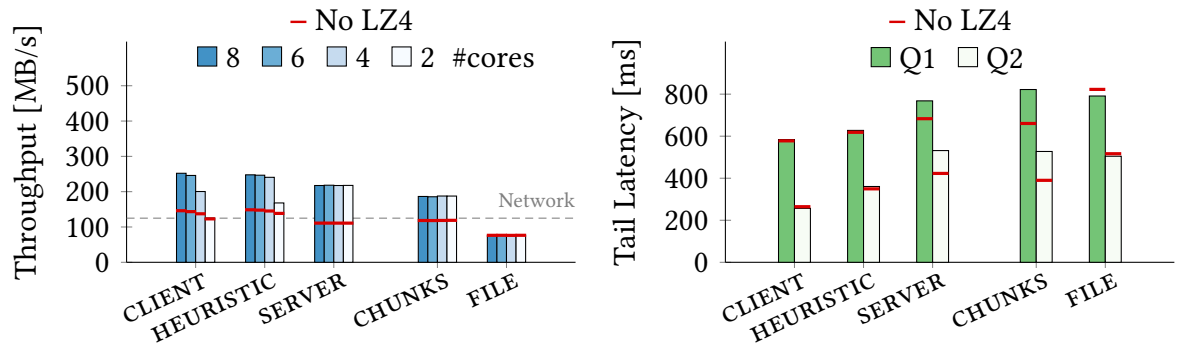 No LZ4
8 6 4 2 #cores
Throughput [MB/s]
500
400
300
200
100
0
Network
CLIENT
HEURISTIC
SERVER
CHUNKS
FILE
No LZ4
Q1 Q2
Tail Latency [ms]
800
600
400
200
0
CLIENT
HEURISTIC
SERVER
CHUNKS
FILE